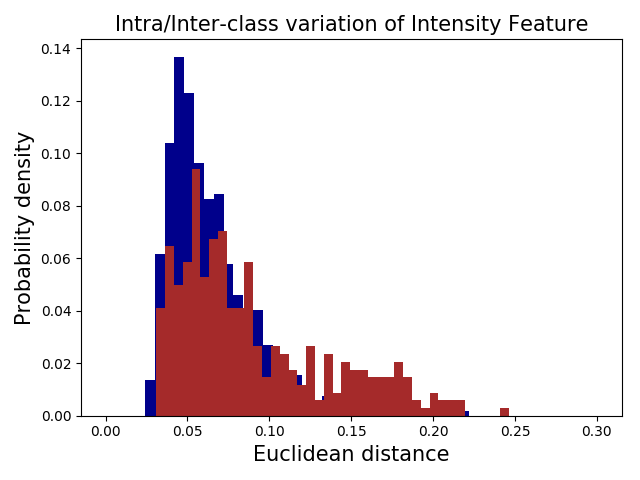 Intra/Inter-class variation of Intensity Feature
0.14
0.12
0.10
0.08
0.06
0.04
0.02
0.00
Probability density
0.00 0.05 0.10 0.15 0.20 0.25 0.30
Euclidean distance